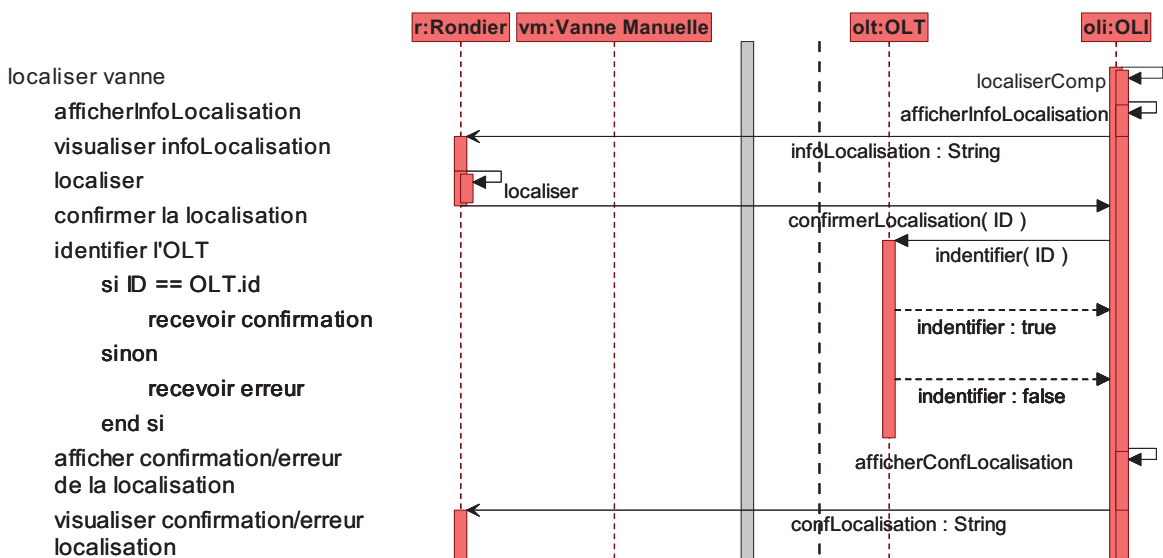 r:Rondier
vm:Vanne Manuelle
olt:OLT
oli:OLI
localiser vanne
localiserComp
afficherInfoLocalisation
afficherInfoLocalisation
visualiser infoLocalisation
infoLocalisation : String
localiser
localiser
confirmer la localisation
confirmerLocalisation( ID )
identifier l'OLT
indentifier( ID )
si ID == OLT.id
recevoir confirmation
indentifier : true
sinon
recevoir erreur
indentifier : false
end si
afficher confirmation/erreur
de la localisation
afficherConfLocalisation
visualiser confirmation/erreur
localisation
confLocalisation : String